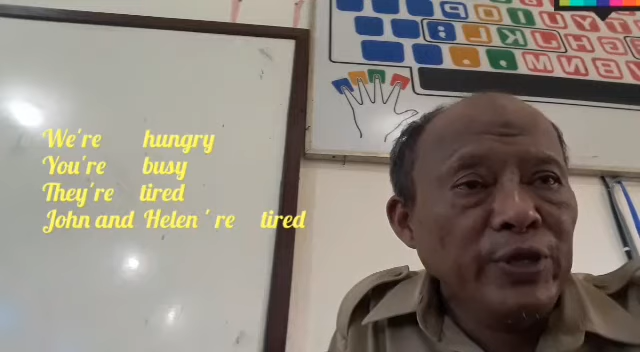 We're hungry
You're busy
They're tired
John and Helen ' re tired